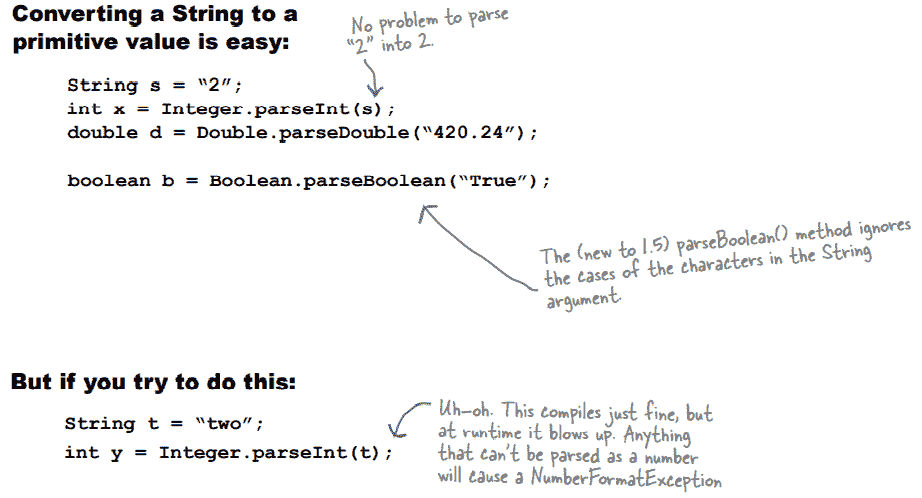 Converting a String to a
primitive value is easy:
No problem to parse
“2” into 2.
String s = “2”;
int x = Integer.parseInt(s);
double d = Double.parseDouble(“420.24”);
boolean b = Boolean.parseBoolean(“True”);
The (new to 1.5) parseBoolean() method ignores
the cases of the characters in the String
argument.
But if you try to do this:
String t = “two”;
int y = Integer.parseInt(t);
Uh-oh. This compiles just fine, but
at runtime it blows up. Anything
that can't be parsed as a number
will cause a NumberFormatException